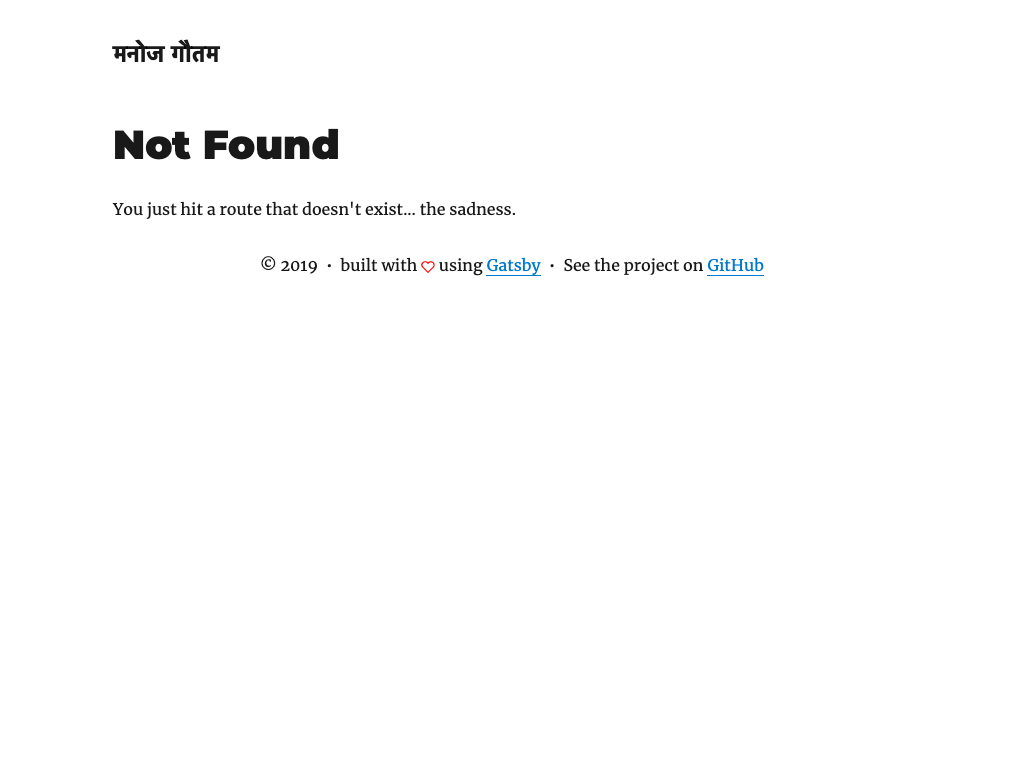 मनोज गौतम
Not Found
You just hit a route that doesn't exist... the sadness.
© 2019 • built with using Gatsby • See the project on GitHub